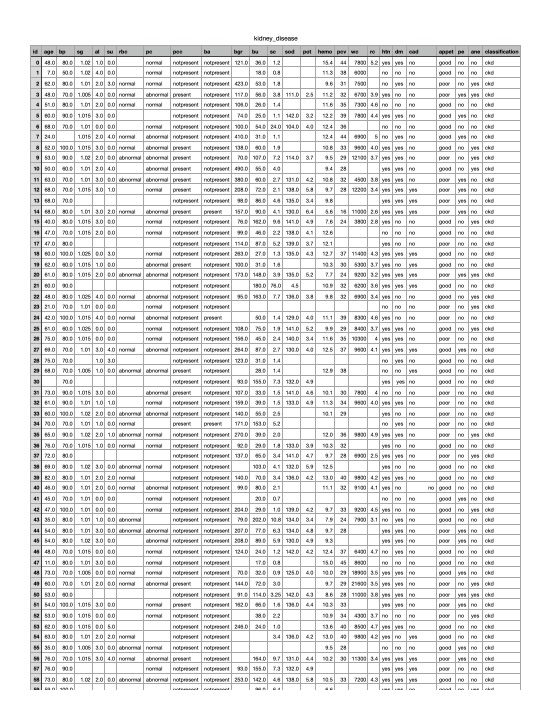 kidney_disease
id age bp sg al su rbc pc pcc ba bgr bu sc sod pot hemo pcv wc rc htn dm cad appet pe ane classification
0 48.0 80.0 1.02 1.0 0.0 normal notpresent notpresent 121.0 36.0 1.2 15.4 44 7800 5.2 yes yes no good no no ckd
1 7.0 50.0 1.02 4.0 0.0 normal notpresent notpresent 18.0 0.8 11.3 38 6000 no no no good no no ckd
2 62.0 80.0 1.01 2.0 3.0 normal normal notpresent notpresent 423.0 53.0 1.8 9.6 31 7500 no yes no poor no yes ckd
3 48.0 70.0 1.005 4.0 0.0 normal abnormal present notpresent 117.0 56.0 3.8 111.0 2.5 11.2 32 6700 3.9 yes no no poor yes yes ckd
4 51.0 80.0 1.01 2.0 0.0 normal normal notpresent notpresent 106.0 26.0 1.4 11.6 35 7300 4.6 no no no good no no ckd
5 60.0 90.0 1.015 3.0 0.0 notpresent notpresent 74.0 25.0 1.1 142.0 3.2 12.2 39 7800 4.4 yes yes no good yes no ckd
6 68.0 70.0 1.01 0.0 0.0 normal notpresent notpresent 100.0 54.0 24.0 104.0 4.0 12.4 36 no no no good no no ckd
7 24.0 1.015 2.0 4.0 normal abnormal notpresent notpresent 410.0 31.0 1.1 12.4 44 6900 5 no yes no good yes no ckd
8 52.0 100.0 1.015 3.0 0.0 normal abnormal present notpresent 138.0 60.0 1.9 10.8 33 9600 4.0 yes yes no good no yes ckd
9 53.0 90.0 1.02 2.0 0.0 abnormal abnormal present notpresent 70.0 107.0 7.2 114.0 3.7 9.5 29 12100 3.7 yes yes no poor no yes ckd
10 50.0 60.0 1.01 2.0 4.0 abnormal present notpresent 490.0 55.0 4.0 9.4 28 yes yes no good no yes ckd
11 63.0 70.0 1.01 3.0 0.0 abnormal abnormal present notpresent 380.0 60.0 2.7 131.0 4.2 10.8 32 4500 3.8 yes yes no poor yes no ckd
12 68.0 70.0 1.015 3.0 1.0 normal present notpresent 208.0 72.0 2.1 138.0 5.8 9.7 28 12200 3.4 yes yes yes poor yes no ckd
13 68.0 70.0 notpresent notpresent 98.0 86.0 4.6 135.0 3.4 9.8 yes yes yes poor yes no ckd
14 68.0 80.0 1.01 3.0 2.0 normal abnormal present present 157.0 90.0 4.1 130.0 6.4 5.6 16 11000 2.6 yes yes yes poor yes no ckd
15 40.0 80.0 1.015 3.0 0.0 normal notpresent notpresent 76.0 162.0 9.6 141.0 4.9 7.6 24 3800 2.8 yes no no good no yes ckd
16 47.0 70.0 1.015 2.0 0.0 normal notpresent notpresent 99.0 46.0 2.2 138.0 4.1 12.6 no no no good no no ckd
17 47.0 80.0 notpresent notpresent 114.0 87.0 5.2 139.0 3.7 12.1 yes no no poor no no ckd
18 60.0 100.0 1.025 0.0 3.0 normal notpresent notpresent 263.0 27.0 1.3 135.0 4.3 12.7 37 11400 4.3 yes yes yes good no no ckd
19 62.0 60.0 1.015 1.0 0.0 abnormal present notpresent 100.0 31.0 1.6 10.3 30 5300 3.7 yes no yes good no no ckd
20 61.0 80.0 1.015 2.0 0.0 abnormal abnormal notpresent notpresent 173.0 148.0 3.9 135.0 5.2 7.7 24 9200 3.2 yes yes yes poor yes yes ckd
21 60.0 90.0 notpresent notpresent 180.0 76.0 4.5 10.9 32 6200 3.6 yes yes yes good no no ckd
22 48.0 80.0 1.025 4.0 0.0 normal abnormal notpresent notpresent 95.0 163.0 7.7 136.0 3.8 9.8 32 6900 3.4 yes no no good no yes ckd
23 21.0 70.0 1.01 0.0 0.0 normal notpresent notpresent no no no poor no yes ckd
24 42.0 100.0 1.015 4.0 0.0 normal abnormal notpresent present 50.0 1.4 129.0 4.0 11.1 39 8300 4.6 yes no no poor no no ckd
25 61.0 60.0 1.025 0.0 0.0 normal notpresent notpresent 108.0 75.0 1.9 141.0 5.2 9.9 29 8400 3.7 yes yes no good no yes ckd
26 75.0 80.0 1.015 0.0 0.0 normal notpresent notpresent 156.0 45.0 2.4 140.0 3.4 11.6 35 10300 4 yes yes no poor no no ckd
27 69.0 70.0 1.01 3.0 4.0 normal abnormal notpresent notpresent 264.0 87.0 2.7 130.0 4.0 12.5 37 9600 4.1 yes yes yes good yes no ckd
28 75.0 70.0 1.0 3.0 notpresent notpresent 123.0 31.0 1.4 no yes no good no no ckd
29 68.0 70.0 1.005 1.0 0.0 abnormal abnormal present notpresent 28.0 1.4 12.9 38 no no yes good no no ckd
30 70.0 notpresent notpresent 93.0 155.0 7.3 132.0 4.9 yes yes no good no no ckd
31 73.0 90.0 1.015 3.0 0.0 abnormal present notpresent 107.0 33.0 1.5 141.0 4.6 10.1 30 7800 4 no no no poor no no ckd
32 61.0 90.0 1.01 1.0 1.0 normal notpresent notpresent 159.0 39.0 1.5 133.0 4.9 11.3 34 9600 4.0 yes yes no poor no no ckd
33 60.0 100.0 1.02 2.0 0.0 abnormal abnormal notpresent notpresent 140.0 55.0 2.5 10.1 29 yes no no poor no no ckd
34 70.0 70.0 1.01 1.0 0.0 normal present present 171.0 153.0 5.2 no yes no poor no no ckd
35 65.0 90.0 1.02 2.0 1.0 abnormal normal notpresent notpresent 270.0 39.0 2.0 12.0 36 9800 4.9 yes yes no poor no yes ckd
36 76.0 70.0 1.015 1.0 0.0 normal normal notpresent notpresent 92.0 29.0 1.8 133.0 3.9 10.3 32 yes no no good no no ckd
37 72.0 80.0 notpresent notpresent 137.0 65.0 3.4 141.0 4.7 9.7 28 6900 2.5 yes yes no poor no yes ckd
38 69.0 80.0 1.02 3.0 0.0 abnormal normal notpresent notpresent 103.0 4.1 132.0 5.9 12.5 yes no no good no no ckd
39 82.0 80.0 1.01 2.0 2.0 normal notpresent notpresent 140.0 70.0 3.4 136.0 4.2 13.0 40 9800 4.2 yes yes no good no no ckd
40 46.0 90.0 1.01 2.0 0.0 normal abnormal notpresent notpresent 99.0 80.0 2.1 11.1 32 9100 4.1 yes no no good no no ckd
41 45.0 70.0 1.01 0.0 0.0 normal notpresent notpresent 20.0 0.7 no no no good yes no ckd
42 47.0 100.0 1.01 0.0 0.0 normal notpresent notpresent 204.0 29.0 1.0 139.0 4.2 9.7 33 9200 4.5 yes no no good no yes ckd
43 35.0 80.0 1.01 1.0 0.0 abnormal notpresent notpresent 79.0 202.0 10.8 134.0 3.4 7.9 24 7900 3.1 no yes no good no no ckd
44 54.0 80.0 1.01 3.0 0.0 abnormal abnormal notpresent notpresent 207.0 77.0 6.3 134.0 4.8 9.7 28 yes yes no poor yes no ckd
45 54.0 80.0 1.02 3.0 0.0 abnormal notpresent notpresent 208.0 89.0 5.9 130.0 4.9 9.3 yes yes no poor yes no ckd
46 48.0 70.0 1.015 0.0 0.0 normal notpresent notpresent 124.0 24.0 1.2 142.0 4.2 12.4 37 6400 4.7 no yes no good no no ckd
47 11.0 80.0 1.01 3.0 0.0 normal notpresent notpresent 17.0 0.8 15.0 45 8600 no no no good no no ckd
48 73.0 70.0 1.005 0.0 0.0 normal normal notpresent notpresent 70.0 32.0 0.9 125.0 4.0 10.0 29 18900 3.5 yes yes no good yes no ckd
49 60.0 70.0 1.01 2.0 0.0 normal abnormal present notpresent 144.0 72.0 3.0 9.7 29 21600 3.5 yes yes no poor no yes ckd
50 53.0 60.0 notpresent notpresent 91.0 114.0 3.25 142.0 4.3 8.6 28 11000 3.8 yes yes no poor yes yes ckd
51 54.0 100.0 1.015 3.0 0.0 normal present notpresent 162.0 66.0 1.6 136.0 4.4 10.3 33 yes yes no poor yes no ckd
52 53.0 90.0 1.015 0.0 0.0 normal notpresent notpresent 38.0 2.2 10.9 34 4300 3.7 no no no poor no yes ckd
53 62.0 80.0 1.015 0.0 5.0 notpresent notpresent 246.0 24.0 1.0 13.6 40 8500 4.7 yes yes no good no no ckd
54 63.0 80.0 1.01 2.0 2.0 normal notpresent notpresent 3.4 136.0 4.2 13.0 40 9800 4.2 yes no yes good no no ckd
55 35.0 80.0 1.005 3.0 0.0 abnormal normal notpresent notpresent 9.5 28 no no no good yes no ckd
56 76.0 70.0 1.015 3.0 4.0 normal abnormal present notpresent 164.0 9.7 131.0 4.4 10.2 30 11300 3.4 yes yes yes poor yes no ckd
57 76.0 90.0 normal notpresent notpresent 93.0 155.0 7.3 132.0 4.9 yes yes yes poor no no ckd
58 73.0 80.0 1.02 2.0 0.0 abnormal abnormal notpresent notpresent 253.0 142.0 4.6 138.0 5.8 10.5 33 7200 4.3 yes yes yes good no no ckd